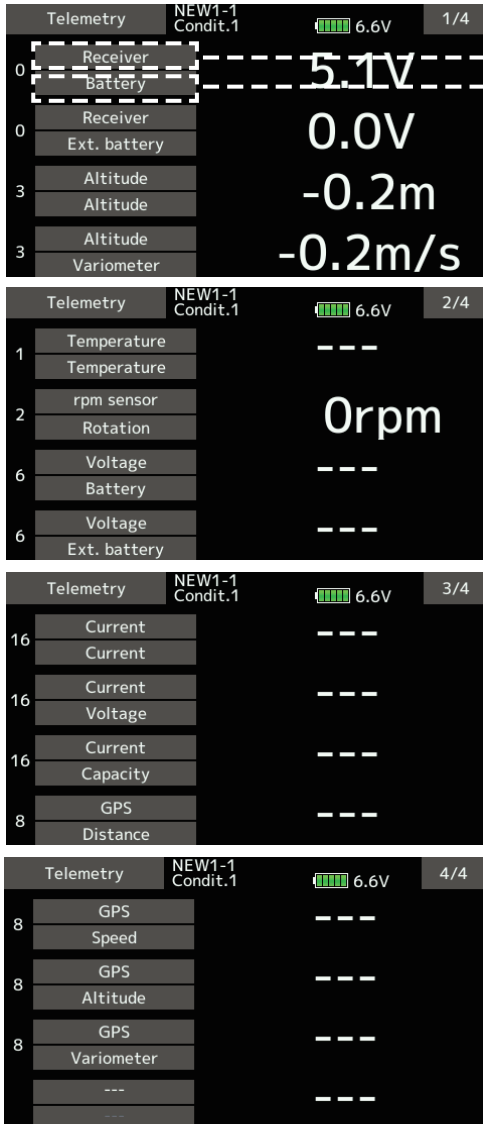 Telemetry NEW1-1 Condit.1 6.6V 1/4
Receiver
0 5.1V
Battery
Receiver
0 0.0V
Ext. battery
Altitude
3 -0.2m
Altitude
Altitude
3 -0.2m/s
Variometer
Telemetry NEW1-1 Condit.1 6.6V 2/4
Temperature
1 ---
Temperature
rpm sensor
2 0rpm
Rotation
Voltage
6 ---
Battery
Voltage
6 ---
Ext. battery
Telemetry NEW1-1 Condit.1 6.6V 3/4
Current
16 ---
Current
Current
16 ---
Voltage
Current
16 ---
Capacity
GPS
8 ---
Distance
Telemetry NEW1-1 Condit.1 6.6V 4/4
GPS
8 ---
Speed
GPS
8 ---
Altitude
GPS
8 ---
Variometer
---
---
---